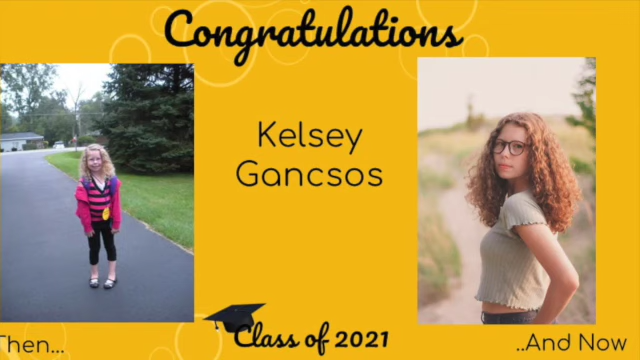 Congratulations
Kelsey
Gancsos
Class of 2021
Then...
..And Now